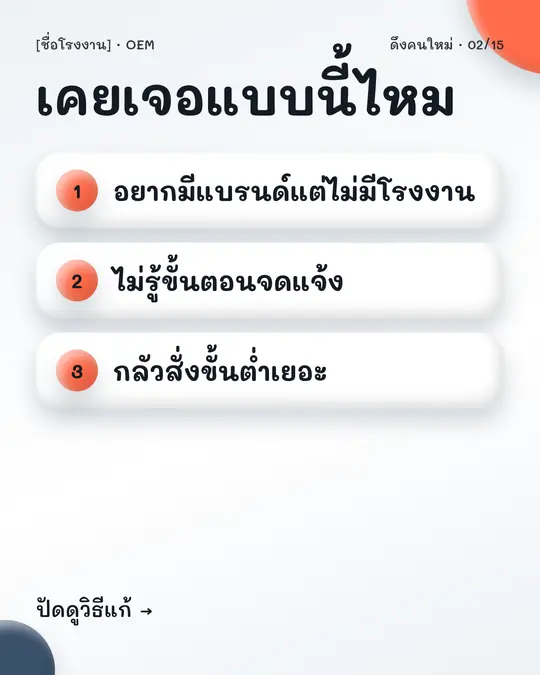 [ชื่อโรงงาน] · OEM
ดึงคนใหม่ · 02/15
เคยเจอแบบนี้ไหม
1 อยากมีแบรนด์แต่ไม่มีโรงงาน
2 ไม่รู้ขั้นตอนจดแจ้ง
3 กลัวสั่งขั้นต่ำเยอะ
ปัดดูวิธีแก้ →